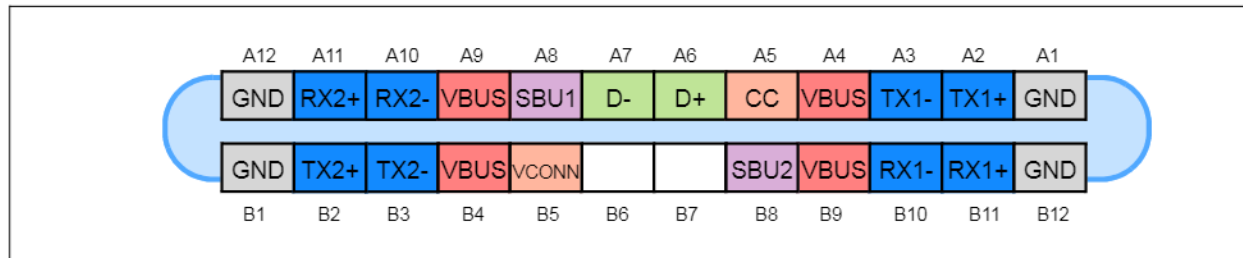 A12 A11 A10 A9 A8 A7 A6 A5 A4 A3 A2 A1
GND RX2+ RX2- VBUS SBU1 D- D+ CC VBUS TX1- TX1+ GND
GND TX2+ TX2- VBUS VCONN SBU2 VBUS RX1- RX1+ GND
B1 B2 B3 B4 B5 B6 B7 B8 B9 B10 B11 B12